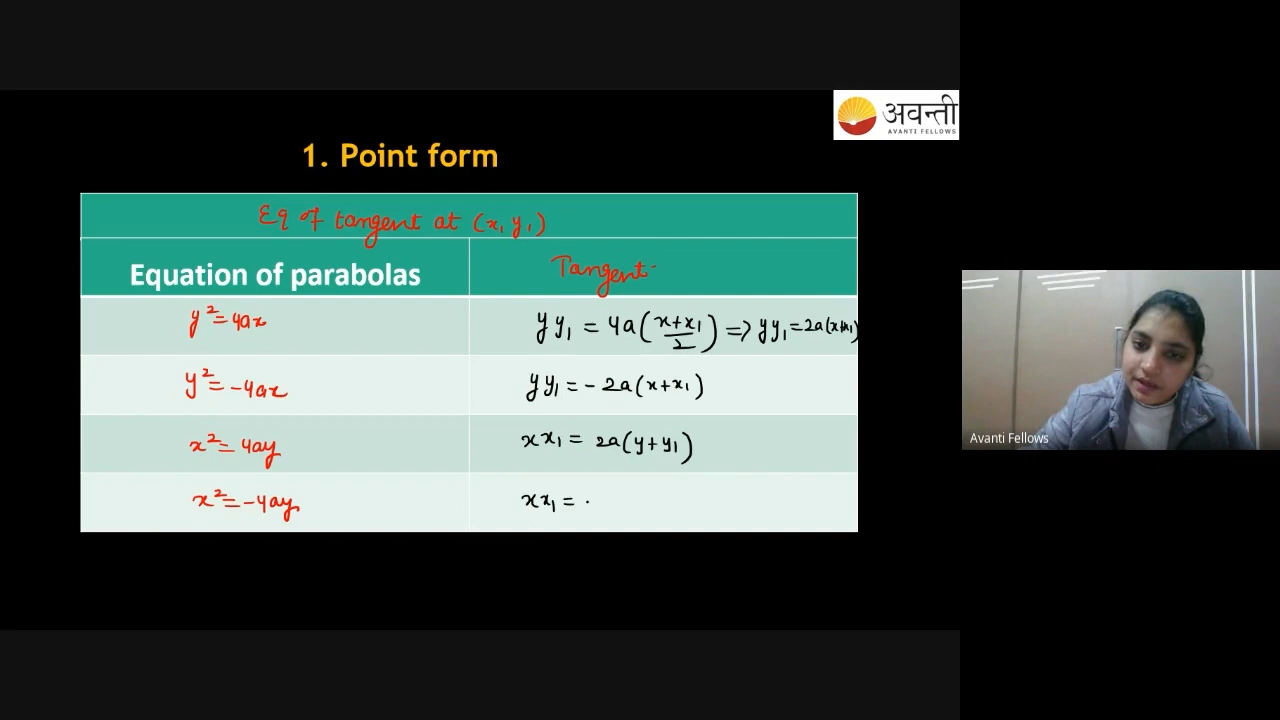 अवन्ती
AVANTI FELLOWS
1. Point form
Eq of tangent at (x₁ y₁)
Equation of parabolas
Tangent
y² = 4ax
yy₁ = 4a(x+x₁/2) => yy₁ = 2a(x+x₁)
y² = -4ax
yy₁ = -2a(x+x₁)
x² = 4ay
xx₁ = 2a(y+y₁)
x² = -4ay
xx₁ =
Avanti Fellows